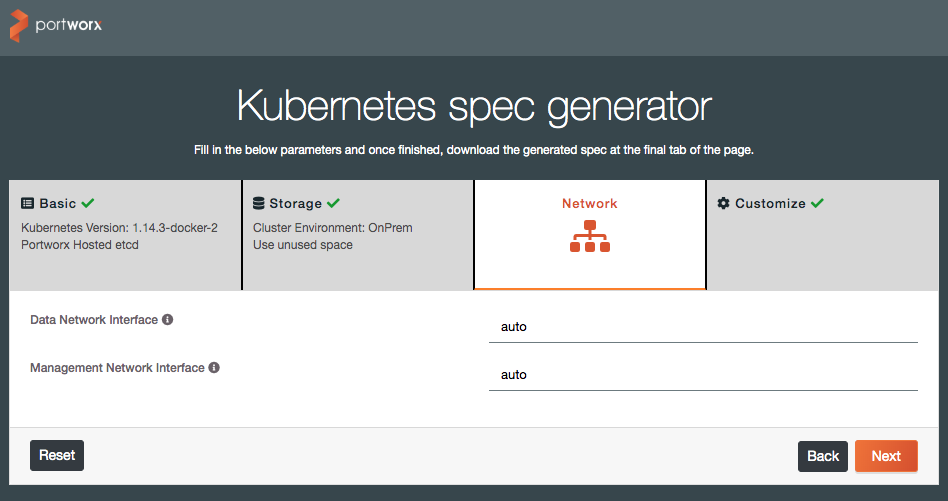 portworx
Kubernetes spec generator
Fill in the below parameters and once finished, download the generated spec at the final tab of the page.
Basic
Kubernetes Version: 1.14.3-docker-2
Portworx Hosted etcd
Storage
Cluster Environment: OnPrem
Use unused space
Network
Customize
Data Network Interface
auto
Management Network Interface
auto
Reset
Back
Next